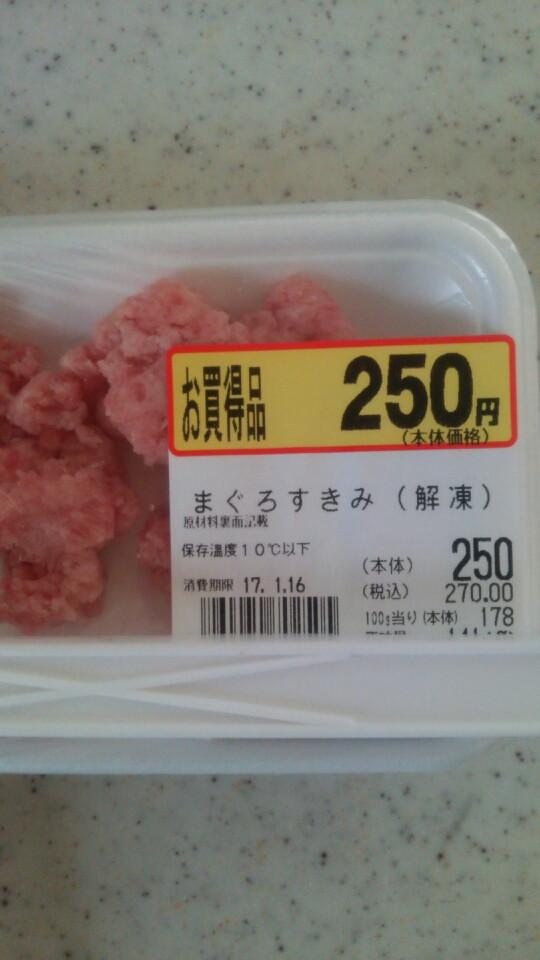 お買得品 250円
(本体価格)
まぐろすきみ(解凍)
原材料裏面記載
保存温度10℃以下
(本体) 250
消費期限 17. 1.16
(税込) 270.00
100g当り(本体) 178